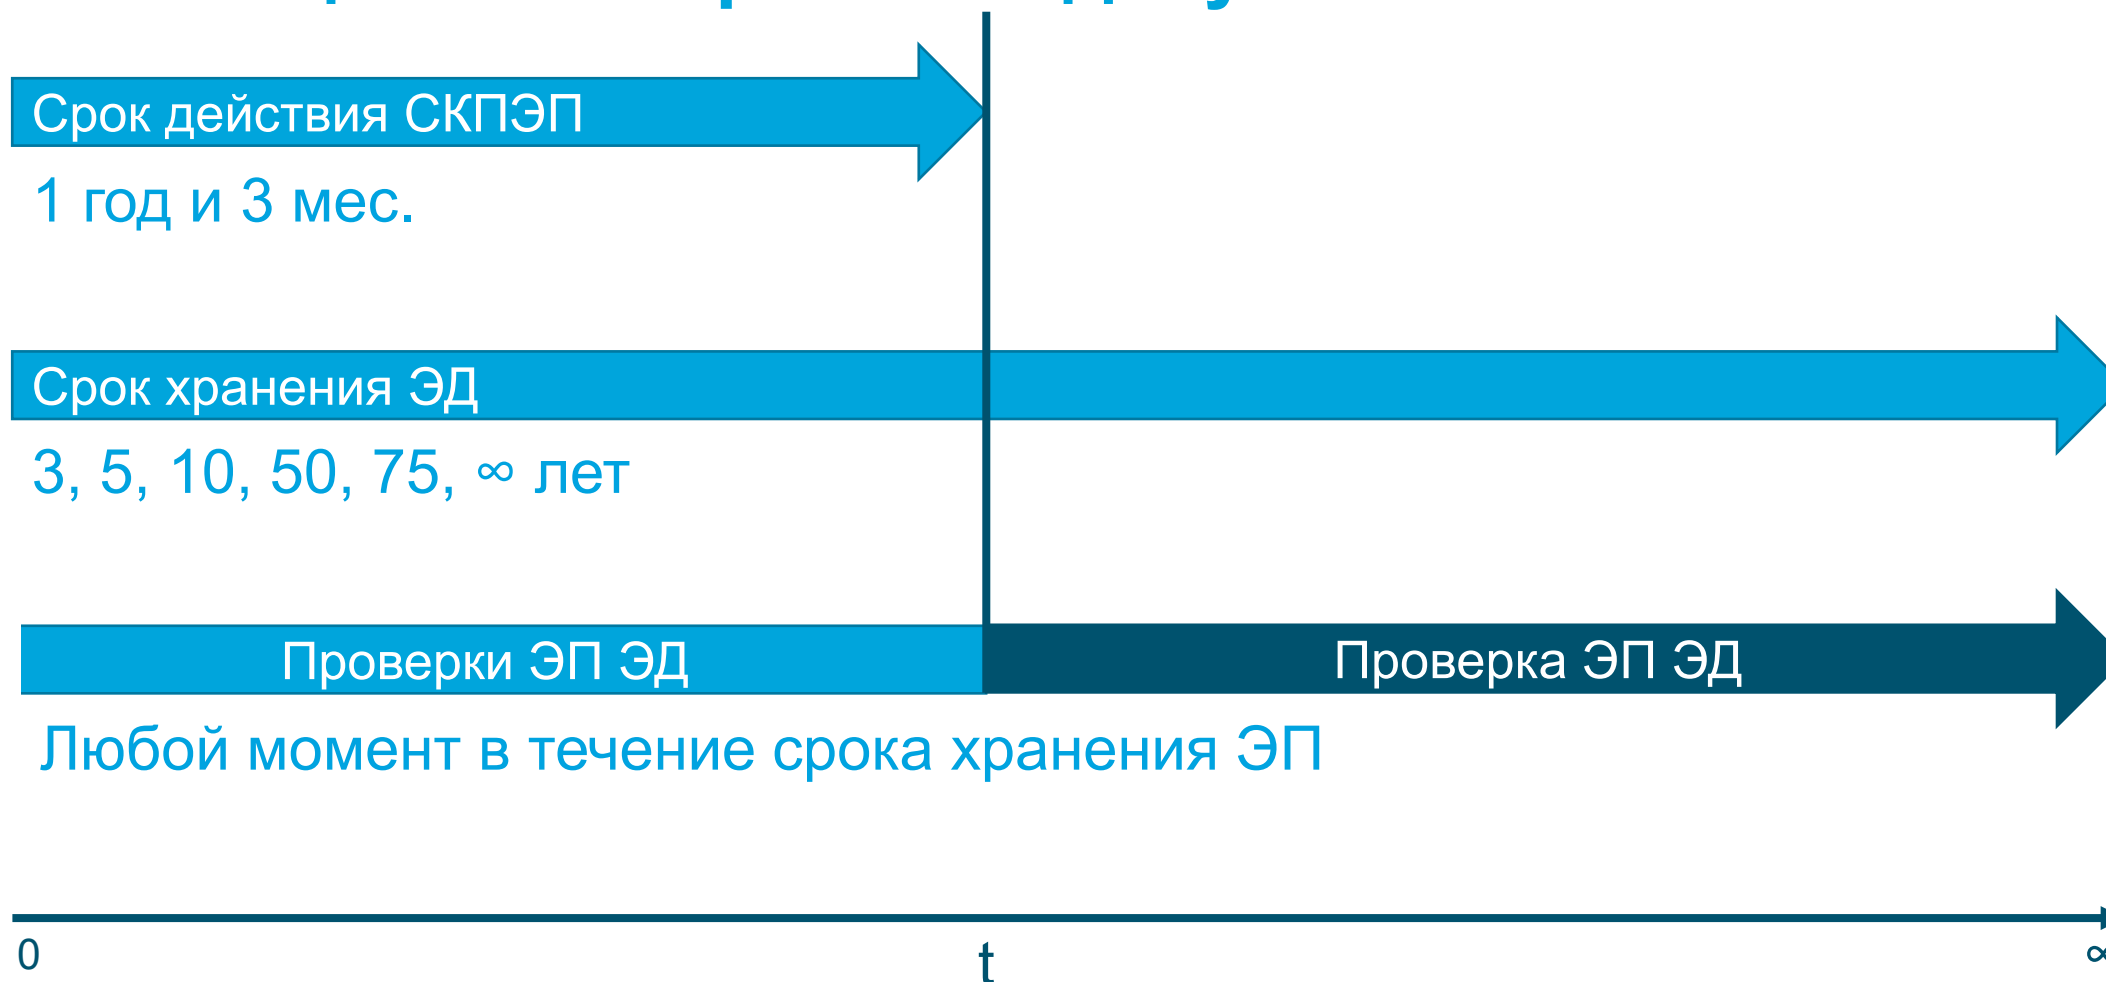 Срок действия СКПЭП
1 год и 3 мес.
Срок хранения ЭД
3, 5, 10, 50, 75, ∞ лет
Проверки ЭП ЭД
Проверка ЭП ЭД
Любой момент в течение срока хранения ЭП
0
t
∞